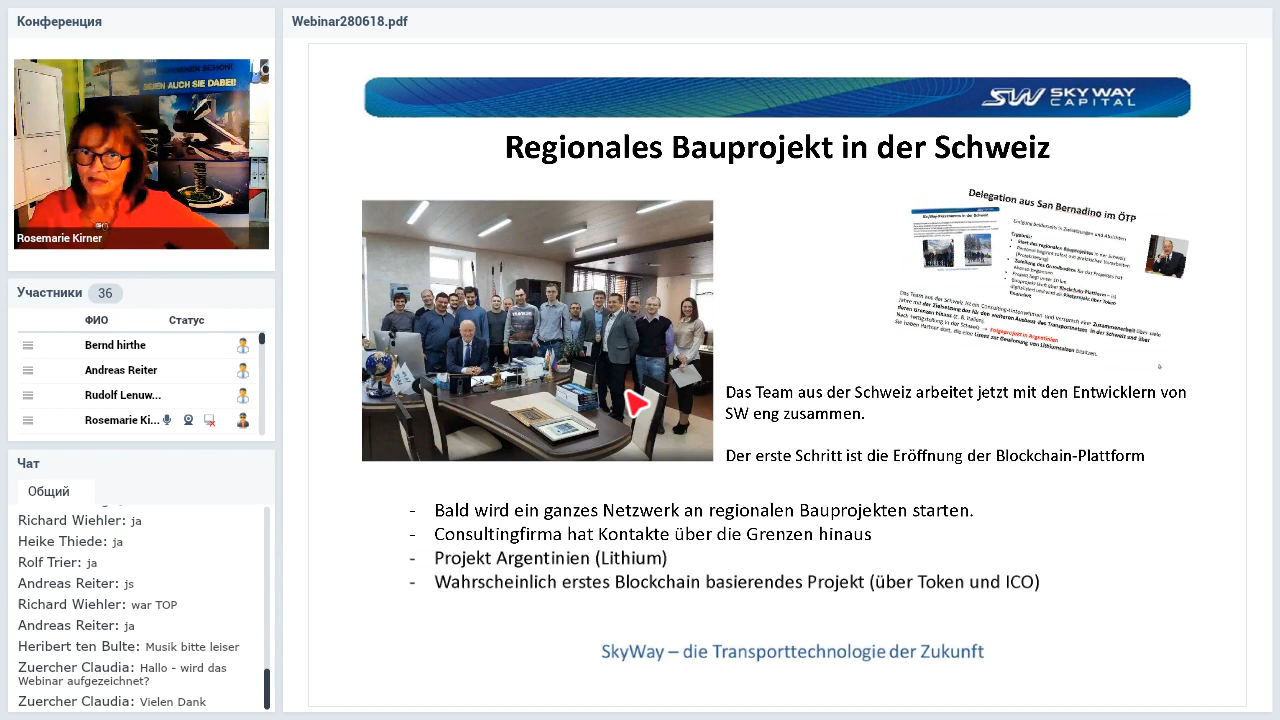 Конференция
SEIEN AUCH SIE DABEI!
Rosemarie Kirner
Участники 36
ФИО Статус
Bernd hirthe
Andreas Reiter
Rudolf Lenuw...
Rosemarie Ki...
Чат
Общий
Richard Wiehler: ja
Heike Thiede: ja
Rolf Trier: ja
Andreas Reiter: js
Richard Wiehler: war TOP
Andreas Reiter: ja
Heribert ten Bulte: Musik bitte leiser
Zuercher Claudia: Hallo - wird das
Webinar aufgezeichnet?
Zuercher Claudia: Vielen Dank
Webinar280618.pdf
SW SKY WAY
CAPITAL
Regionales Bauprojekt in der Schweiz
Delegation aus San Bernadino im ÖTP
Das Team aus der Schweiz arbeitet jetzt mit den Entwicklern von
SW eng zusammen.
Der erste Schritt ist die Eröffnung der Blockchain-Plattform
- Bald wird ein ganzes Netzwerk an regionalen Bauprojekten starten.
- Consultingfirma hat Kontakte über die Grenzen hinaus
- Projekt Argentinien (Lithium)
- Wahrscheinlich erstes Blockchain basierendes Projekt (über Token und ICO)
SkyWay – die Transporttechnologie der Zukunft